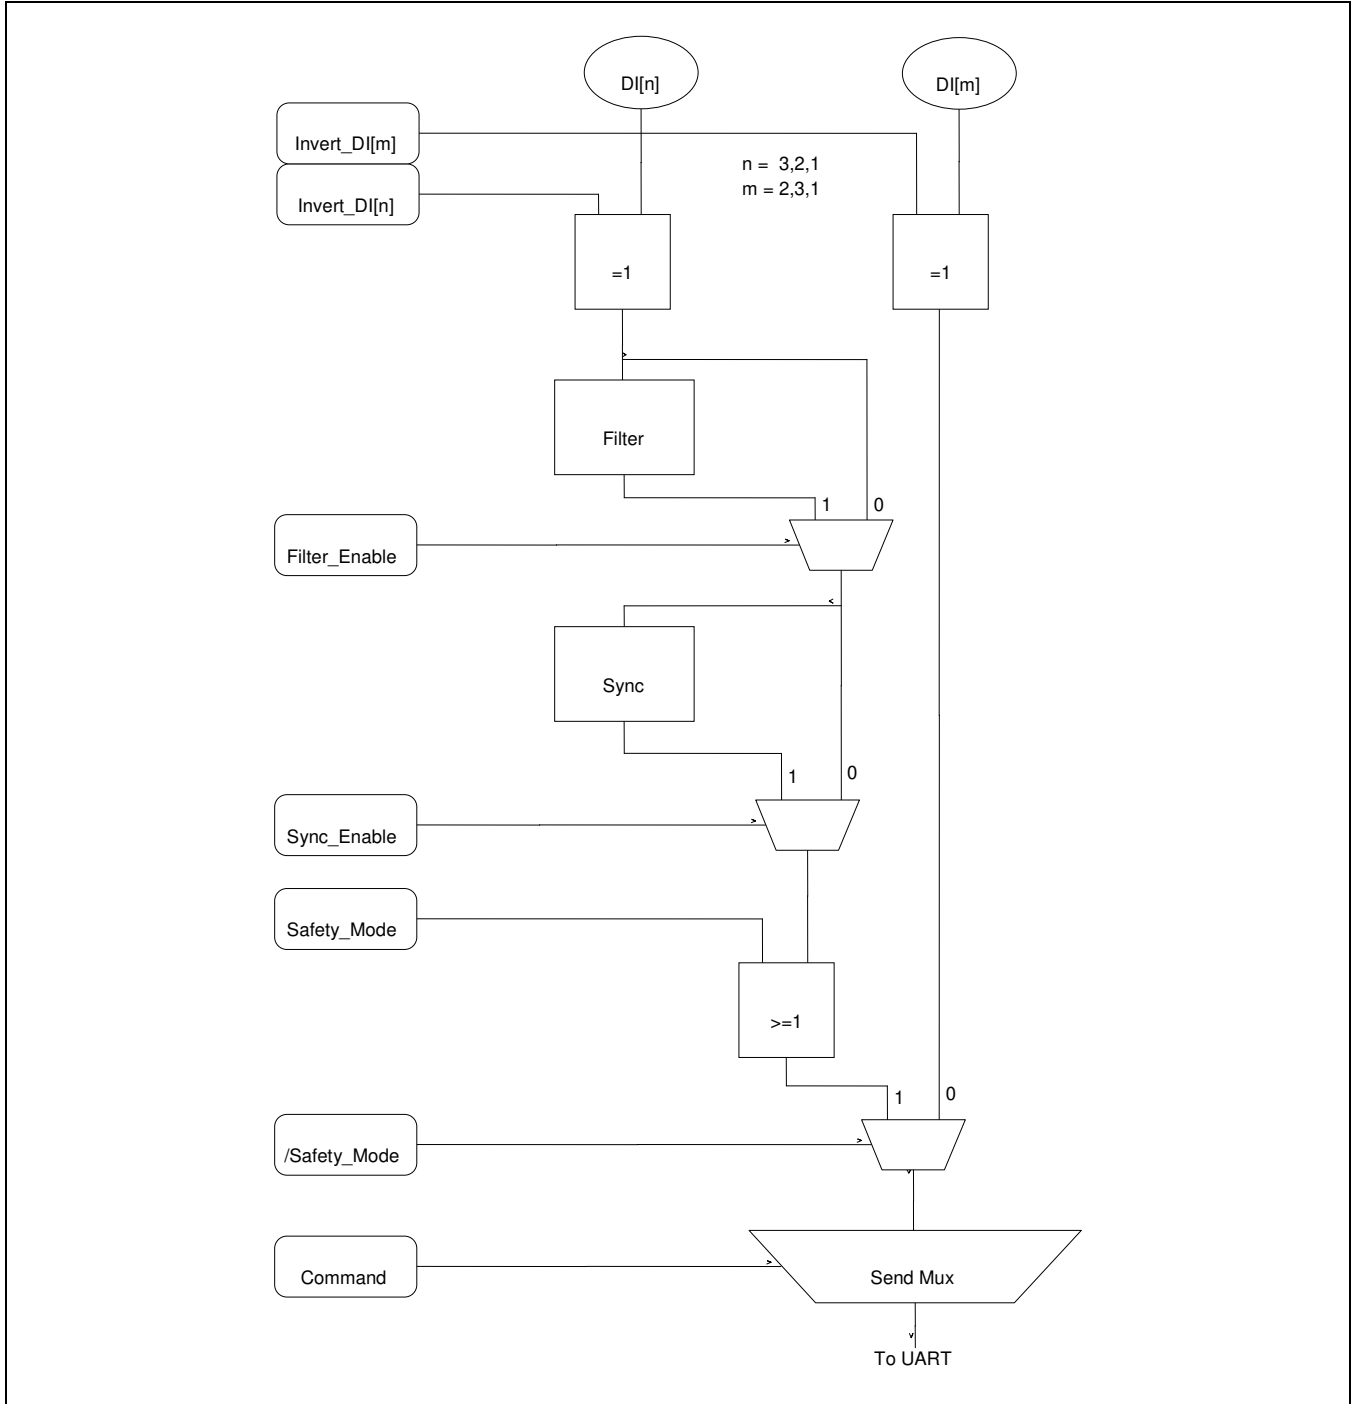 DI[n]
DI[m]
Invert_DI[m]
n =  3,2,1
m = 2,3,1
Invert_DI[n]
=1
=1
Filter
1
0
Filter_Enable
Sync
1
0
Sync_Enable
Safety_Mode
>=1
1
0
/Safety_Mode
Command
Send Mux
To UART